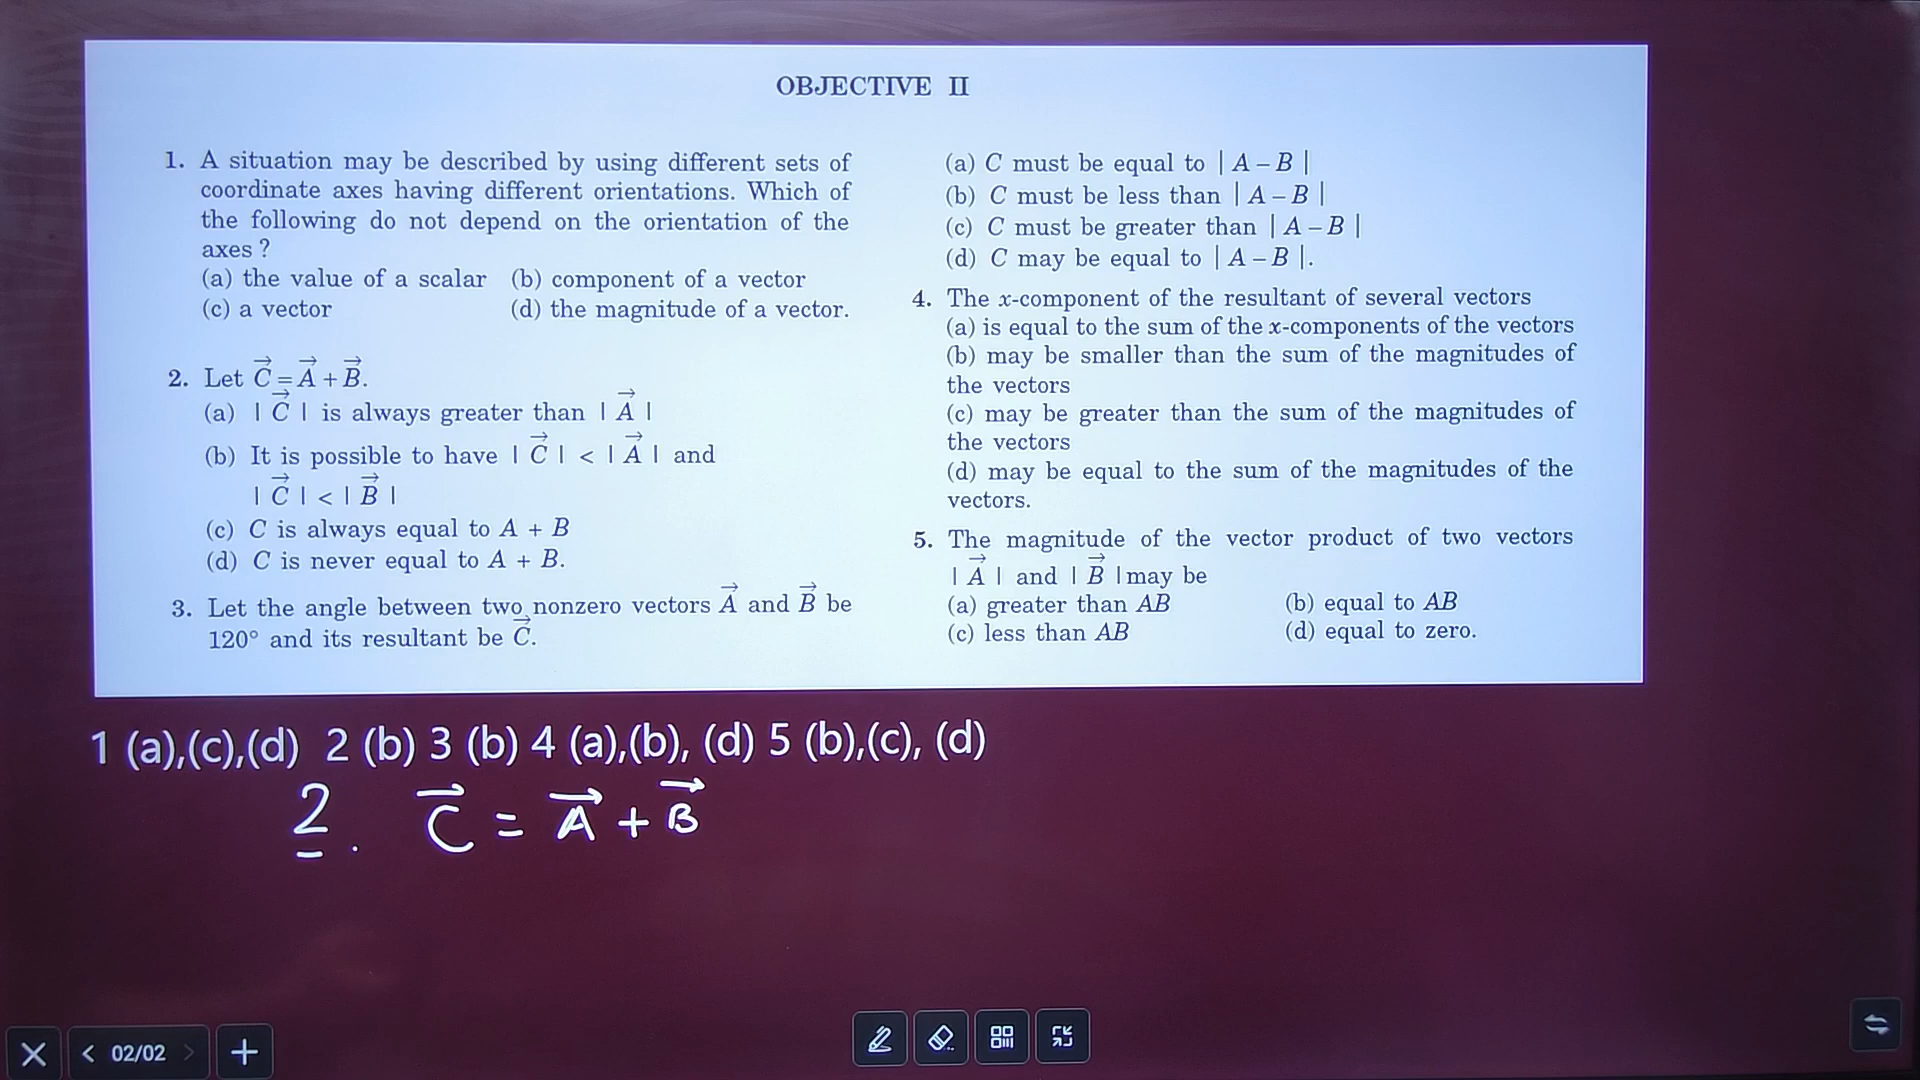 OBJECTIVE II
1. A situation may be described by using different sets of
coordinate axes having different orientations. Which of
the following do not depend on the orientation of the
axes ?
(a) the value of a scalar (b) component of a vector
(c) a vector (d) the magnitude of a vector.
2. Let C⃗ = A⃗ + B⃗.
(a) | C⃗ | is always greater than | A⃗ |
(b) It is possible to have | C⃗ | < | A⃗ | and
| C⃗ | < | B⃗ |
(c) C is always equal to A + B
(d) C is never equal to A + B.
3. Let the angle between two nonzero vectors A⃗ and B⃗ be
120° and its resultant be C⃗.
(a) C must be equal to | A – B |
(b) C must be less than | A – B |
(c) C must be greater than | A – B |
(d) C may be equal to | A – B |.
4. The x-component of the resultant of several vectors
(a) is equal to the sum of the x-components of the vectors
(b) may be smaller than the sum of the magnitudes of
the vectors
(c) may be greater than the sum of the magnitudes of
the vectors
(d) may be equal to the sum of the magnitudes of the
vectors.
5. The magnitude of the vector product of two vectors
| A⃗ | and | B⃗ | may be
(a) greater than AB (b) equal to AB
(c) less than AB (d) equal to zero.
1 (a),(c),(d) 2 (b) 3 (b) 4 (a),(b), (d) 5 (b),(c), (d)
2. C⃗ = A⃗ + B⃗
02/02